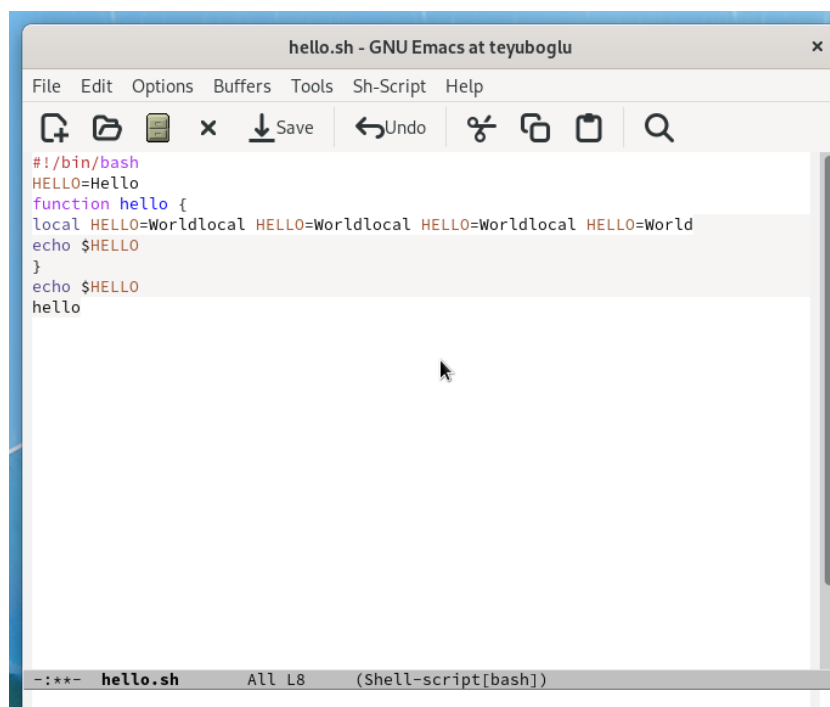 hello.sh - GNU Emacs at teyuboglu ×
File Edit Options Buffers Tools Sh-Script Help
Save Undo
#!/bin/bash
HELLO=Hello
function hello {
local HELLO=Worldlocal HELLO=Worldlocal HELLO=Worldlocal HELLO=World
echo $HELLO
}
echo $HELLO
hello
-:**- hello.sh All L8 (Shell-script[bash])